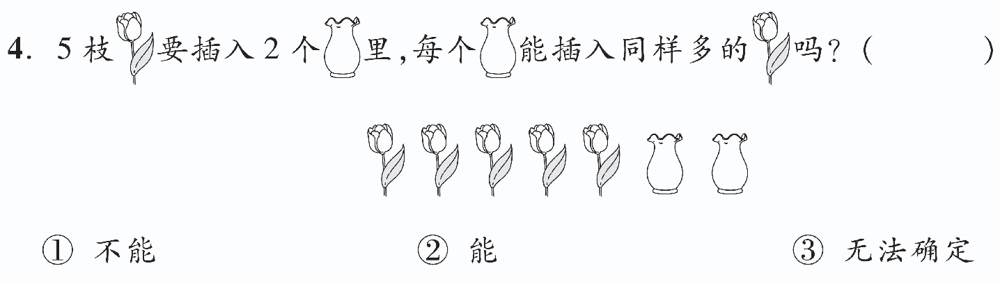 4. 5枝要插入2个里,每个能插入同样多的吗?( )
① 不能 ② 能 ③ 无法确定